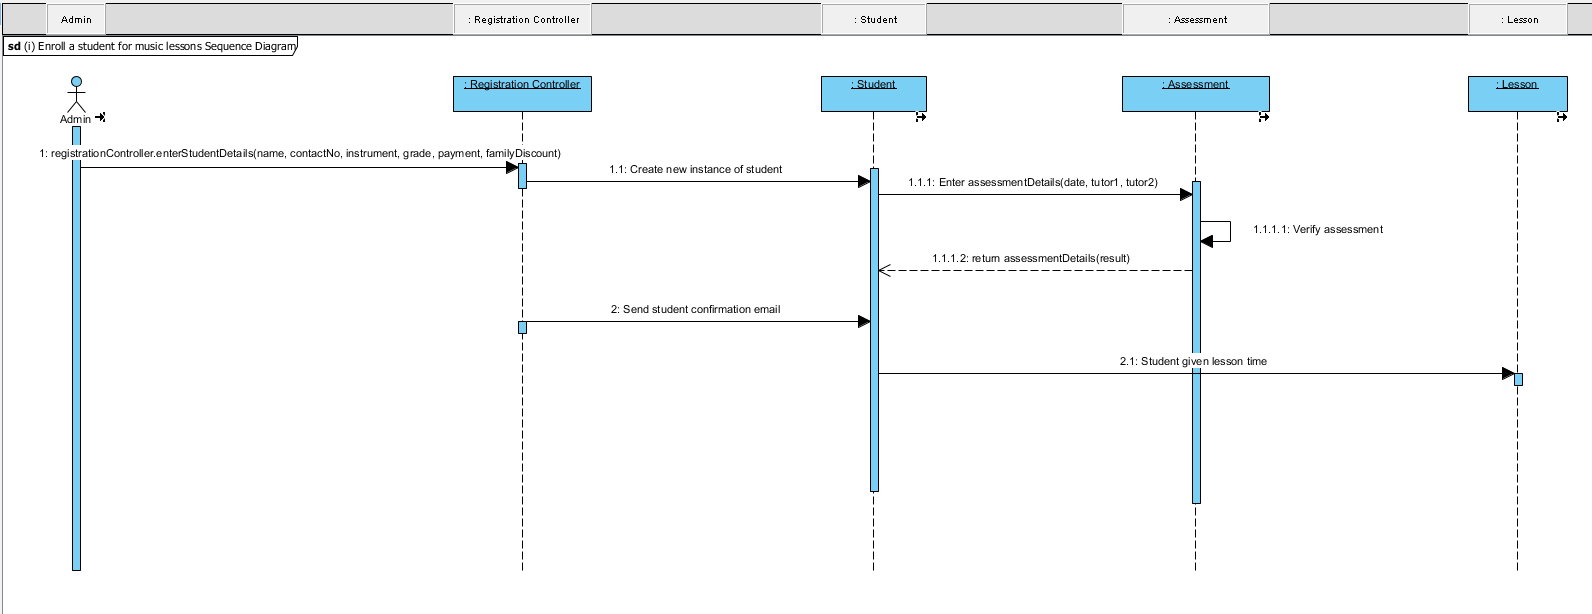 Admin
: Registration Controller
: Student
: Assessment
: Lesson
sd (i) Enroll a student for music lessons Sequence Diagram
: Registration Controller
: Student
: Assessment
: Lesson
Admin
1: registrationController.enterStudentDetails(name, contactNo, instrument, grade, payment, familyDiscount)
1.1: Create new instance of student
1.1.1: Enter assessmentDetails(date, tutor1, tutor2)
1.1.1.1: Verify assessment
1.1.1.2: return assessmentDetails(result)
2: Send student confirmation email
2.1: Student given lesson time